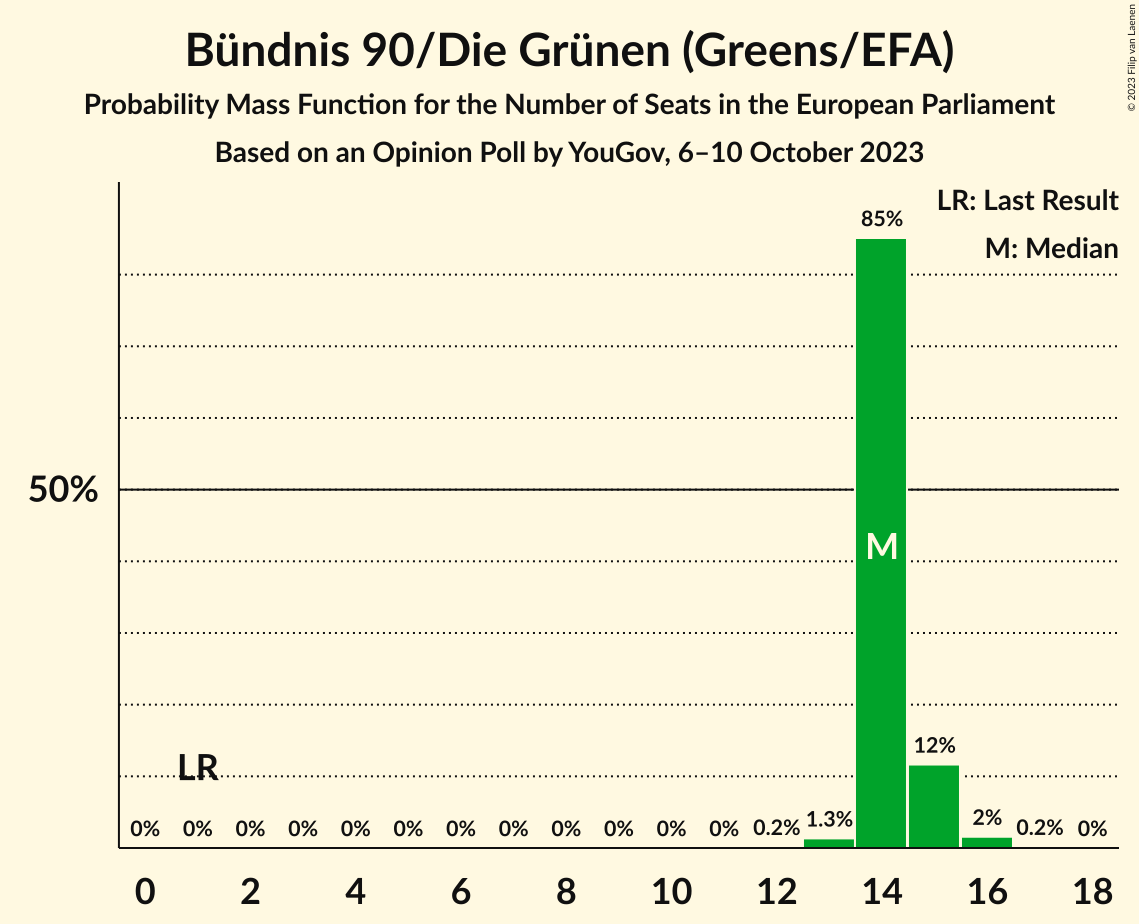 Bündnis 90/Die Grünen (Greens/EFA)
Probability Mass Function for the Number of Seats in the European Parliament
Based on an Opinion Poll by YouGov, 6–10 October 2023
© 2023 Filip van Laenen
LR: Last Result
M: Median
85%
50%
M
12%
LR
0% 0% 0% 0% 0% 0% 0% 0% 0% 0% 0% 0% 0.2% 1.3% 2% 0.2% 0%
0 2 4 6 8 10 12 14 16 18